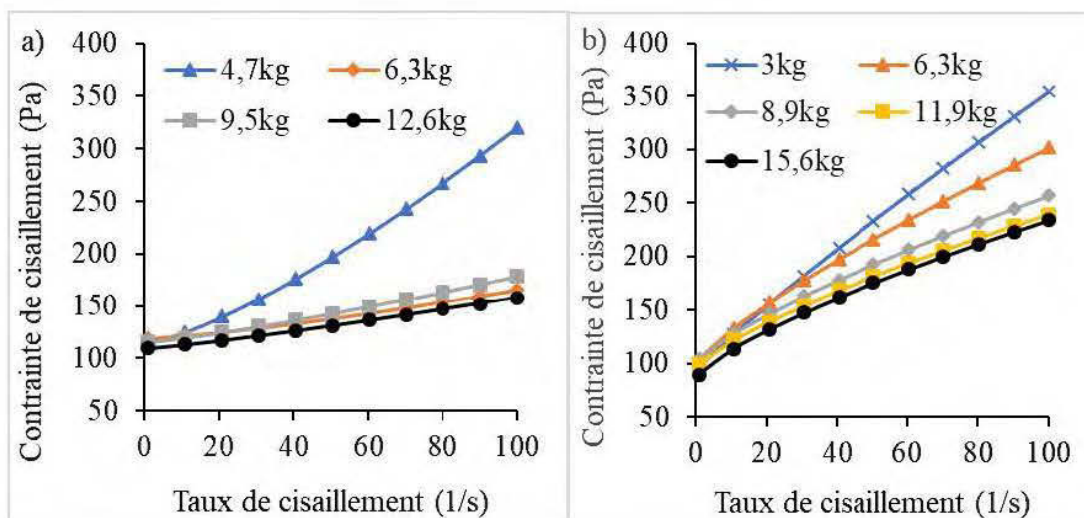 a)
4,7kg 6,3kg
9,5kg 12,6kg
Contrainte de cisaillement (Pa)
400
350
300
250
200
150
100
50
0 20 40 60 80 100
Taux de cisaillement (1/s)
b)
3kg 6,3kg
8,9kg 11,9kg
15,6kg
Contrainte de cisaillement (Pa)
400
350
300
250
200
150
100
50
0 20 40 60 80 100
Taux de cisaillement (1/s)